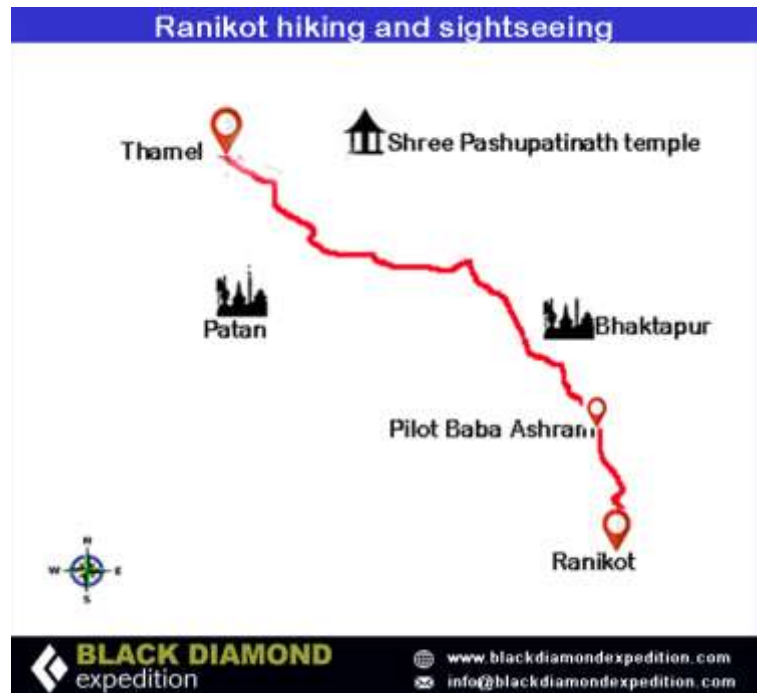 Ranikot hiking and sightseeing
Thamel
Shree Pashupatinath temple
Patan
Bhaktapur
Pilot Baba Ashram
Ranikot
N
W E
S
BLACK DIAMOND
expedition
www.blackdiamondexpedition.com
info@blackdiamondexpedition.com